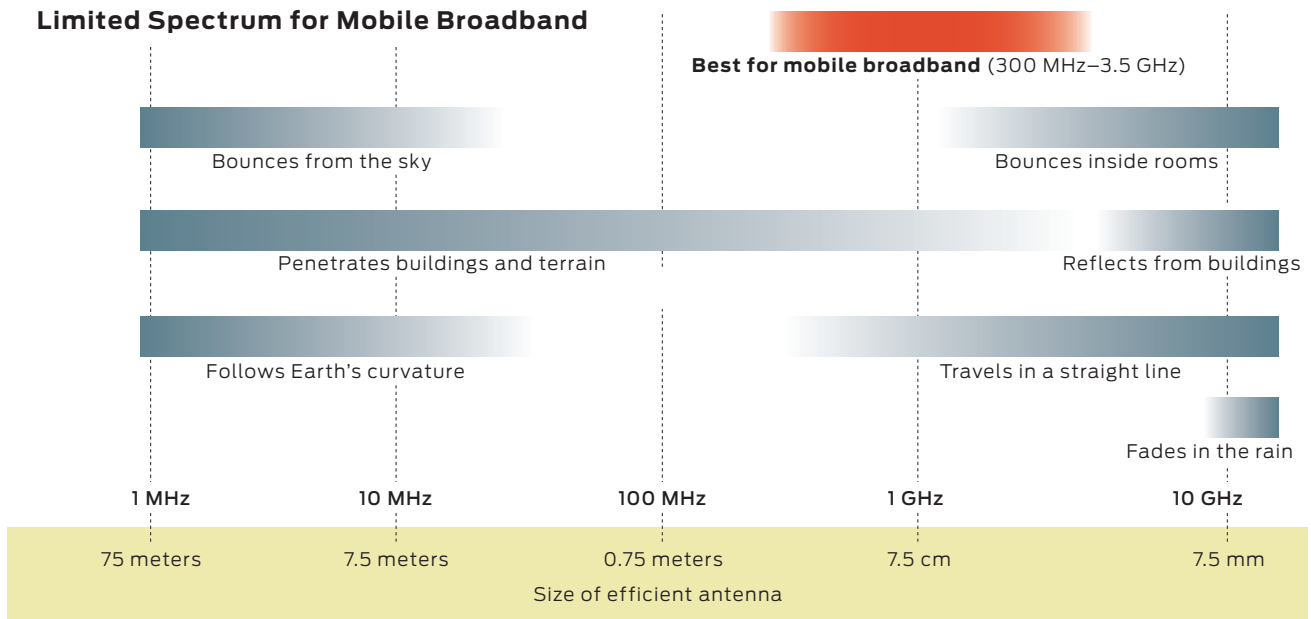 Limited Spectrum for Mobile Broadband
Best for mobile broadband (300 MHz–3.5 GHz)
Bounces from the sky
Bounces inside rooms
Penetrates buildings and terrain
Reflects from buildings
Follows Earth’s curvature
Travels in a straight line
Fades in the rain
1 MHz 10 MHz 100 MHz 1 GHz 10 GHz
75 meters 7.5 meters 0.75 meters 7.5 cm 7.5 mm
Size of efficient antenna